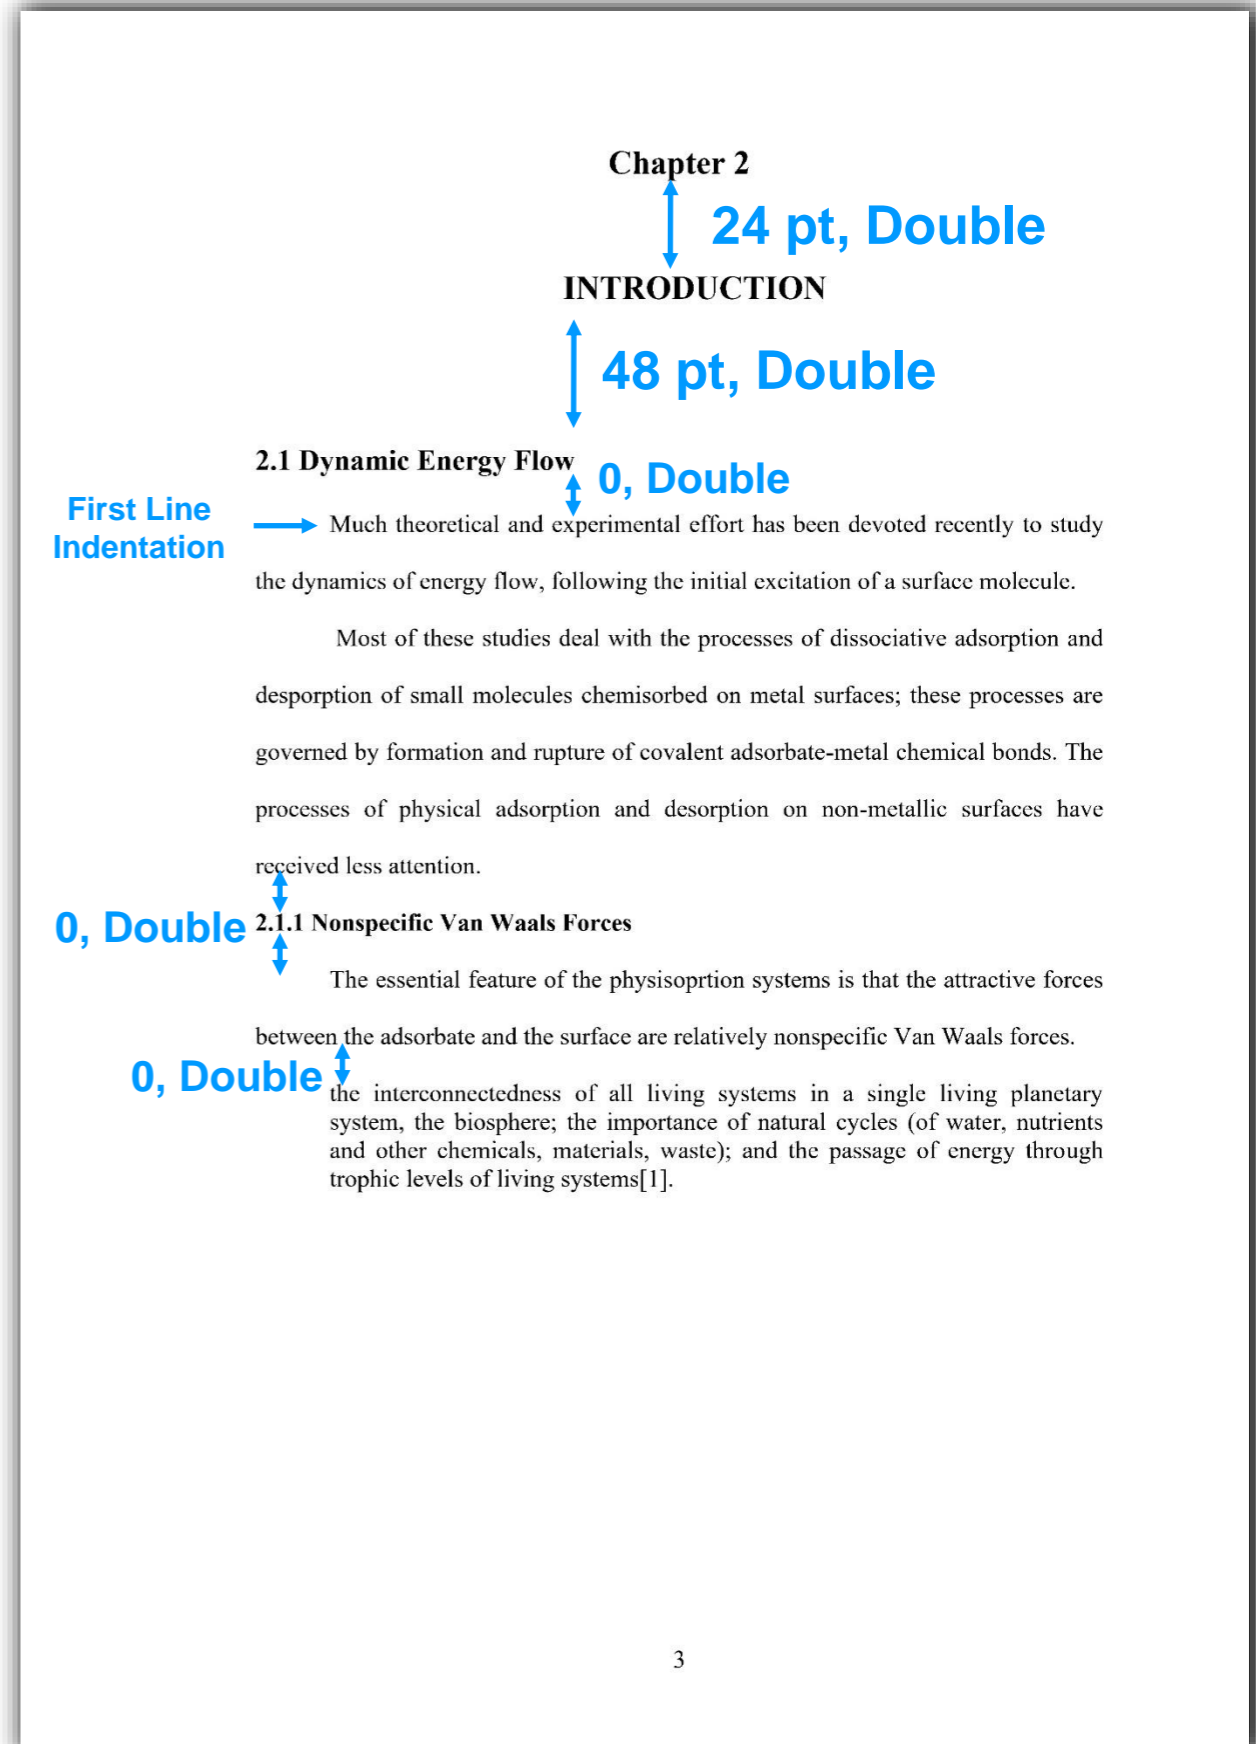 Chapter 2
24 pt, Double
INTRODUCTION
48 pt, Double
2.1 Dynamic Energy Flow
0, Double
First Line
Indentation
Much theoretical and experimental effort has been devoted recently to study
the dynamics of energy flow, following the initial excitation of a surface molecule.
Most of these studies deal with the processes of dissociative adsorption and
desporption of small molecules chemisorbed on metal surfaces; these processes are
governed by formation and rupture of covalent adsorbate-metal chemical bonds. The
processes of physical adsorption and desorption on non-metallic surfaces have
received less attention.
0, Double
2.1.1 Nonspecific Van Waals Forces
The essential feature of the physisoprtion systems is that the attractive forces
between the adsorbate and the surface are relatively nonspecific Van Waals forces.
0, Double
the interconnectedness of all living systems in a single living planetary
system, the biosphere; the importance of natural cycles (of water, nutrients
and other chemicals, materials, waste); and the passage of energy through
trophic levels of living systems[1].
3